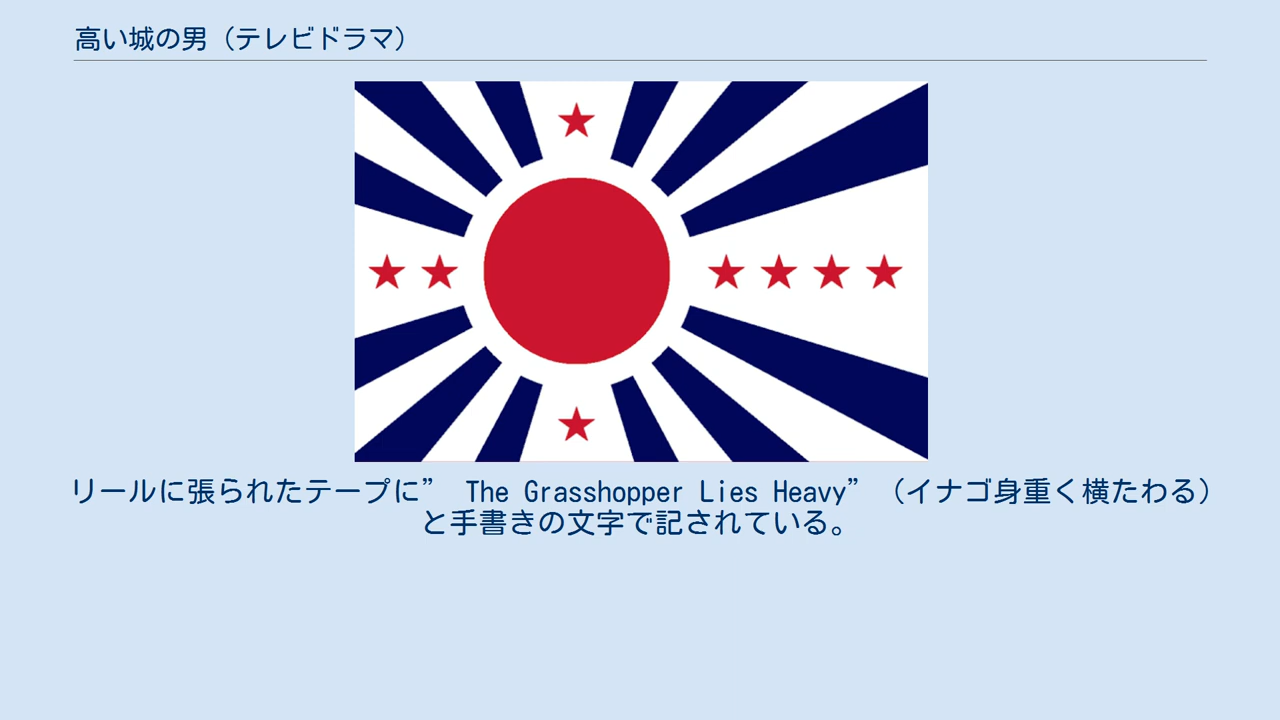 高い城の男（テレビドラマ）
リールに張られたテープに” The Grasshopper Lies Heavy”（イナゴ身重く横たわる）
と手書きの文字で記されている。